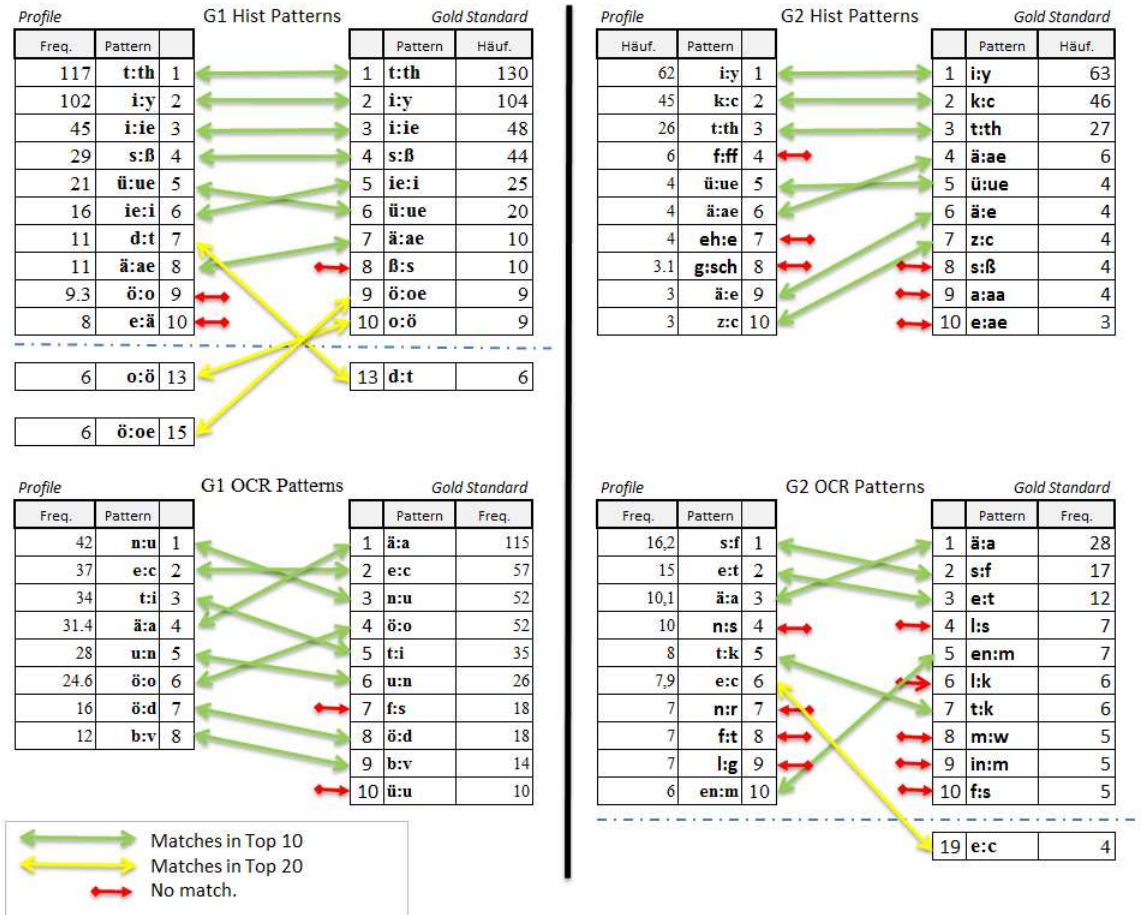 Profile G1 Hist Patterns Gold Standard
Freq. Pattern Pattern Häuf.
117 t:th 1 1 t:th 130
102 i:y 2 2 i:y 104
45 i:ie 3 3 i:ie 48
29 s:ß 4 4 s:ß 44
21 ü:ue 5 5 ie:i 25
16 ie:i 6 6 ü:ue 20
11 d:t 7 7 ä:ae 10
11 ä:ae 8 8 ß:s 10
9.3 ö:o 9 9 ö:oe 9
8 e:ä 10 10 o:ö 9
6 o:ö 13 13 d:t 6
6 ö:oe 15
Profile G2 Hist Patterns Gold Standard
Häuf. Pattern Pattern Häuf.
62 i:y 1 1 i:y 63
45 k:c 2 2 k:c 46
26 t:th 3 3 t:th 27
6 f:ff 4 4 ä:ae 6
4 ü:ue 5 5 ü:ue 4
4 ä:ae 6 6 ä:e 4
4 eh:e 7 7 z:c 4
3.1 g:sch 8 8 s:ß 4
3 ä:e 9 9 a:aa 4
3 z:c 10 10 e:ae 3
Profile G1 OCR Patterns Gold Standard
Freq. Pattern Pattern Freq.
42 n:u 1 1 ä:a 115
37 e:c 2 2 e:c 57
34 t:i 3 3 n:u 52
31.4 ä:a 4 4 ö:o 52
28 u:n 5 5 t:i 35
24.6 ö:o 6 6 u:n 26
16 ö:d 7 7 f:s 18
12 b:v 8 8 ö:d 18
9 b:v 14
10 ü:u 10
Profile G2 OCR Patterns Gold Standard
Freq. Pattern Pattern Freq.
16,2 s:f 1 1 ä:a 28
15 e:t 2 2 s:f 17
10,1 ä:a 3 3 e:t 12
10 n:s 4 4 l:s 7
8 t:k 5 5 en:m 7
7,9 e:c 6 6 l:k 6
7 n:r 7 7 t:k 6
7 f:t 8 8 m:w 5
7 l:g 9 9 in:m 5
6 en:m 10 10 f:s 5
19 e:c 4
Matches in Top 10
Matches in Top 20
No match.